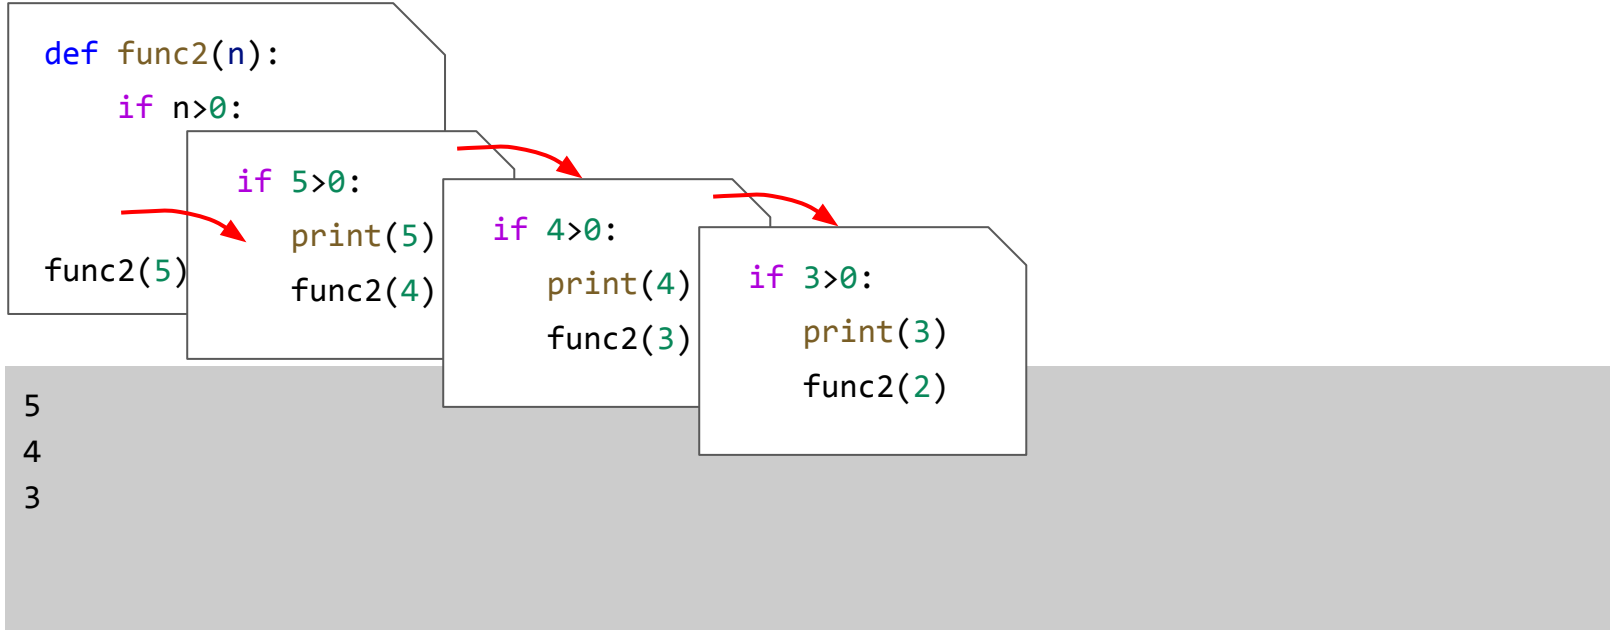 def func2(n):
    if n>0:
func2(5)
if 5>0:
   print(5)
   func2(4)
if 4>0:
   print(4)
   func2(3)
if 3>0:
   print(3)
   func2(2)
5
4
3